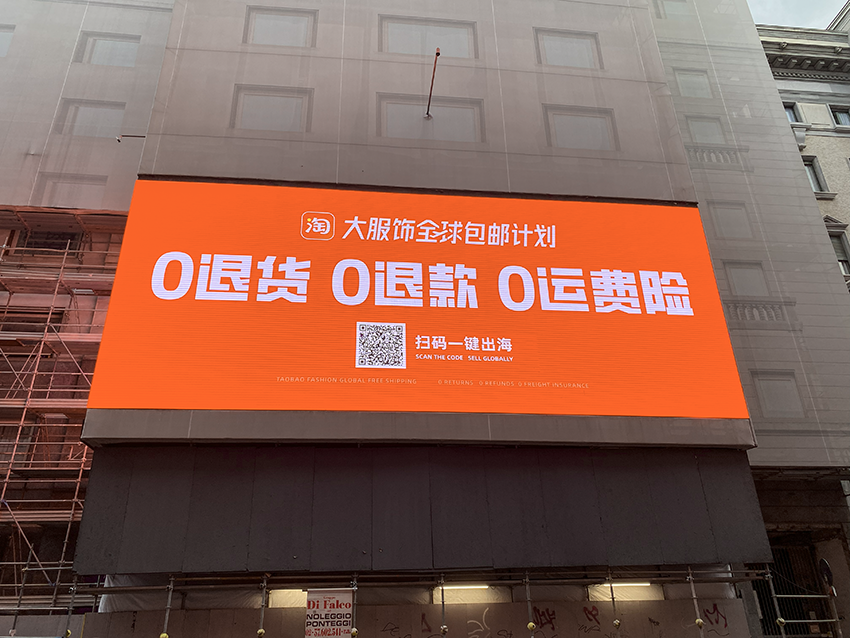 淘 大服饰全球包邮计划
0退货 0退款 0运费险
扫码一键出海
SCAN THE CODE · SELL GLOBALLY
TAOBAO FASHION GLOBAL FREE SHIPPING 0 RETURNS · 0 REFUNDS · 0 FREIGHT INSURANCE
Di Falco
NOLEGGIO
PONTEGGI